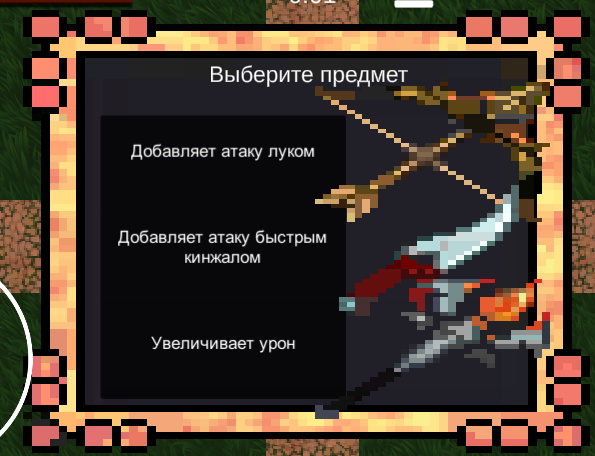 Выберите предмет
Добавляет атаку луком
Добавляет атаку быстрым
кинжалом
Увеличивает урон